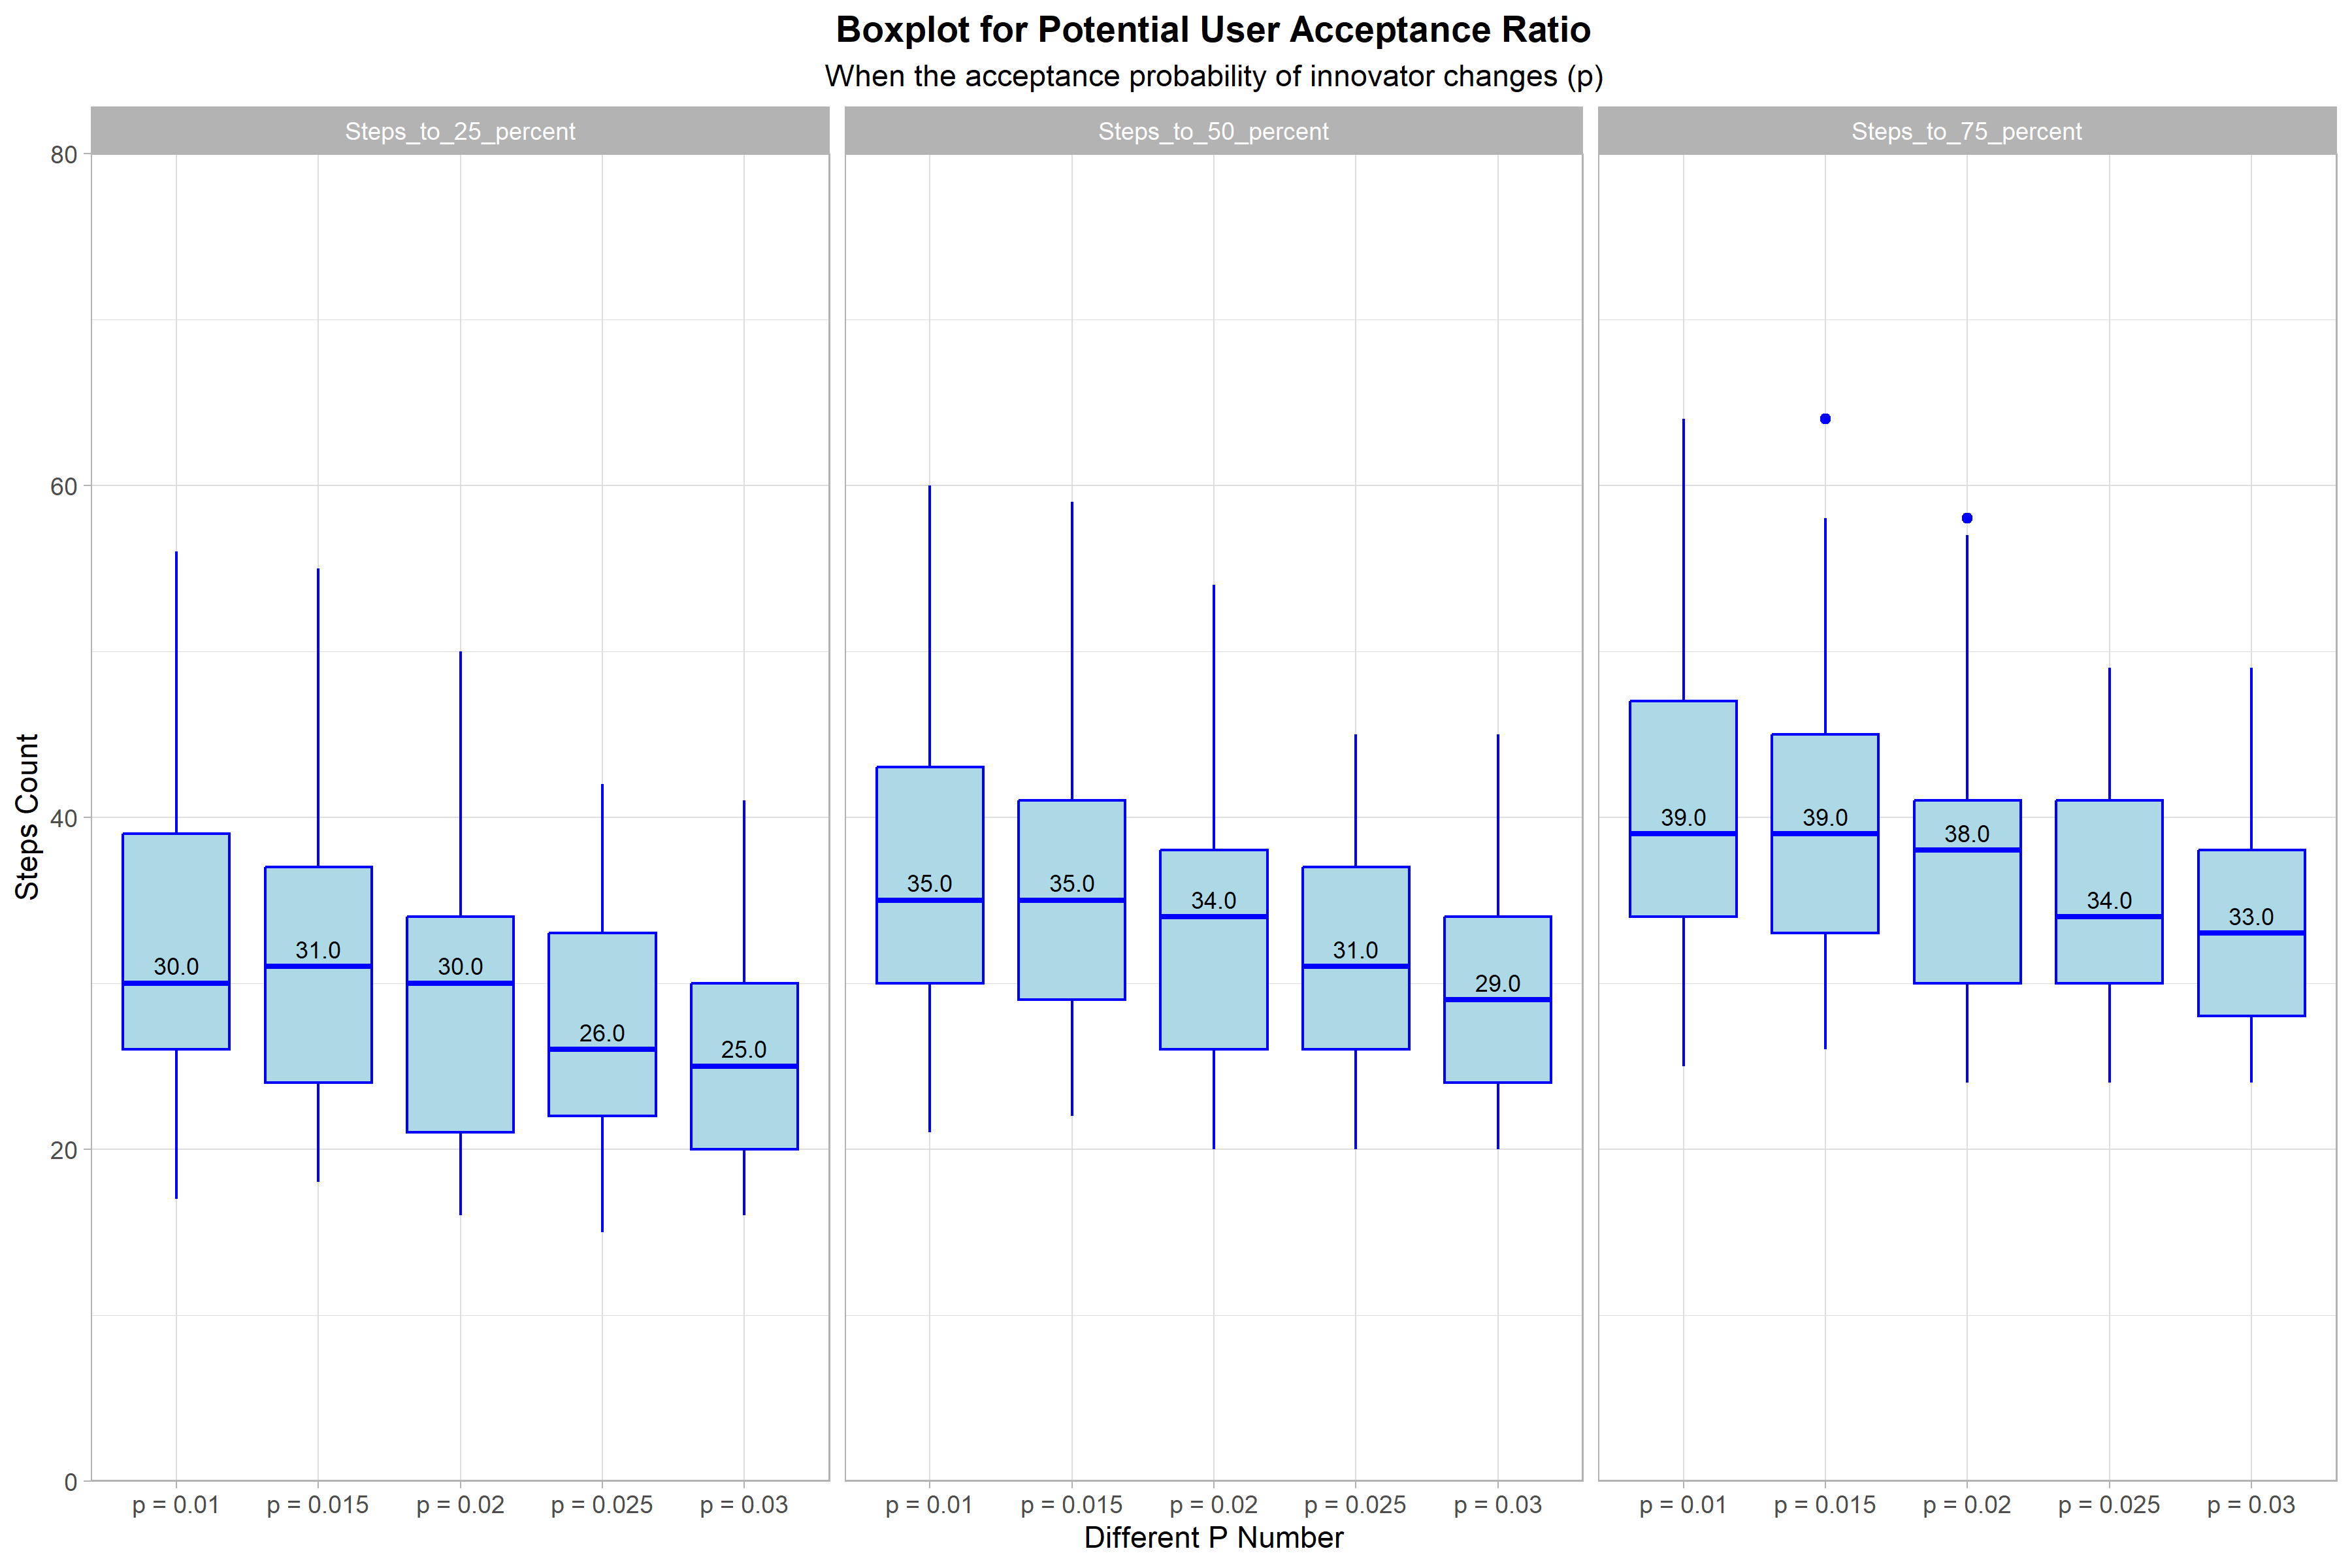 Boxplot for Potential User Acceptance Ratio
When the acceptance probability of innovator changes (p)
Steps_to_25_percent
Steps_to_50_percent
Steps_to_75_percent
Steps Count
80
60
40
20
0
30.0
31.0
30.0
26.0
25.0
35.0
35.0
34.0
31.0
29.0
39.0
39.0
38.0
34.0
33.0
p = 0.01 p = 0.015 p = 0.02 p = 0.025 p = 0.03
p = 0.01 p = 0.015 p = 0.02 p = 0.025 p = 0.03
p = 0.01 p = 0.015 p = 0.02 p = 0.025 p = 0.03
Different P Number